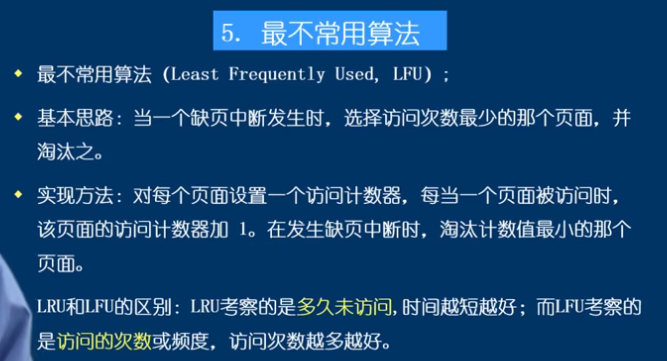 5. 最不常用算法
最不常用算法 (Least Frequently Used, LFU) ;
基本思路: 当一个缺页中断发生时, 选择访问次数最少的那个页面, 并
淘汰之。
实现方法: 对每个页面设置一个访问计数器, 每当一个页面被访问时,
该页面的访问计数器加 1。在发生缺页中断时, 淘汰计数值最小的那个
页面。
LRU和LFU的区别: LRU考察的是多久未访问, 时间越短越好; 而LFU考察的
是访问的次数或频度, 访问次数越多越好。